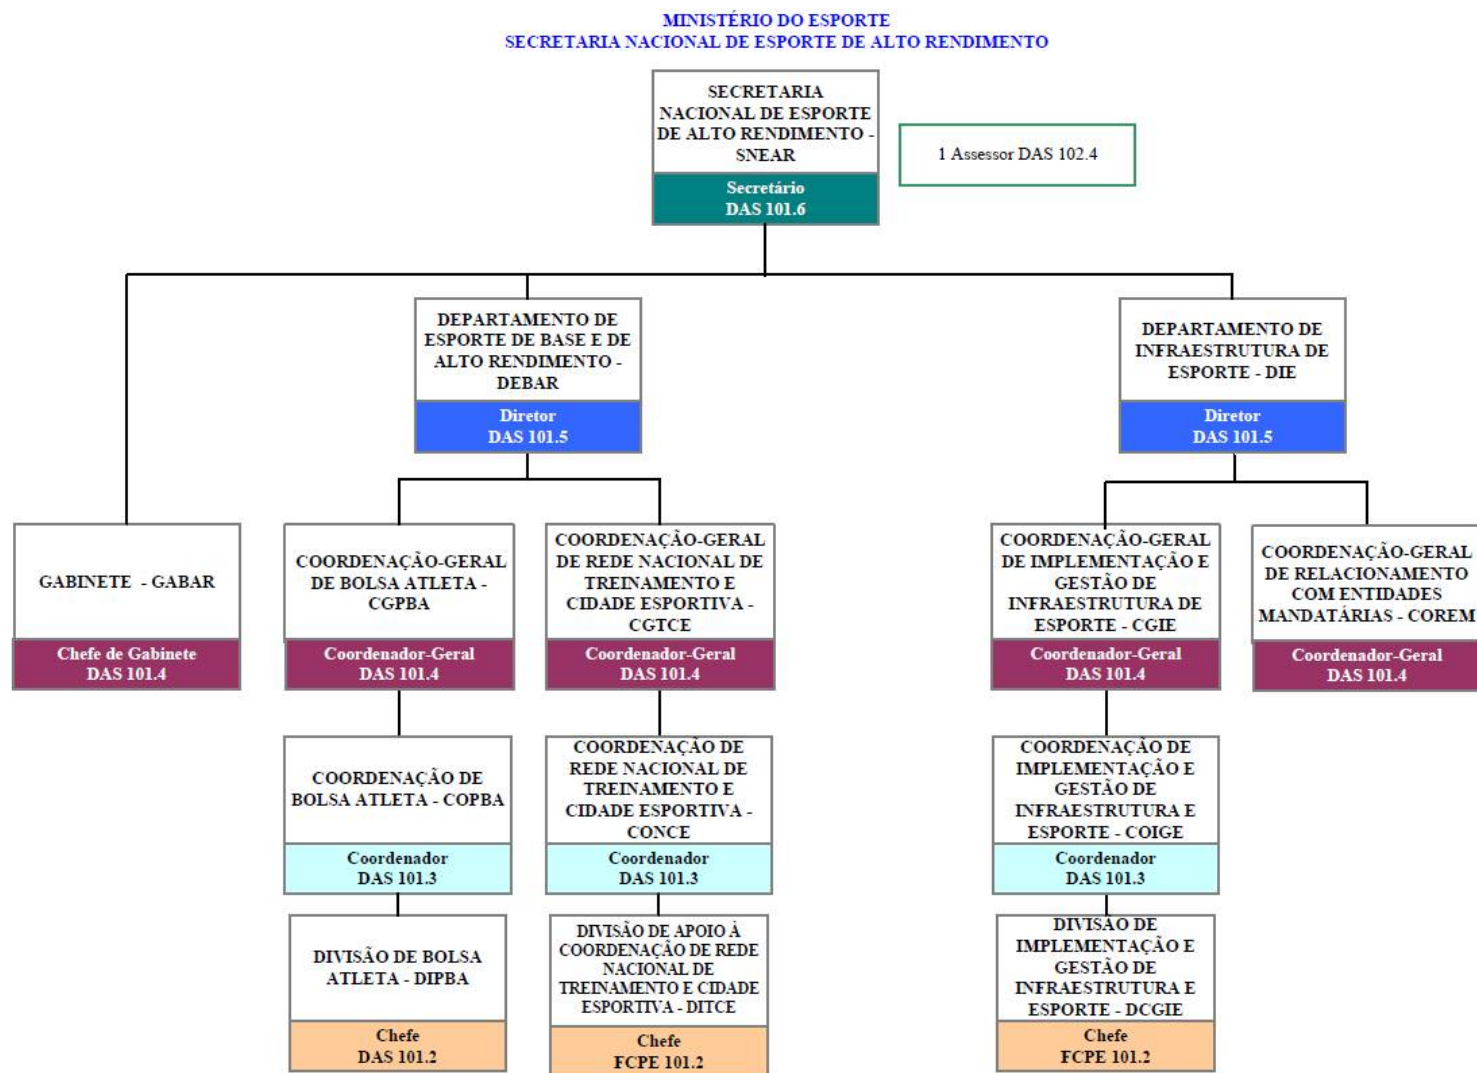 MINISTÉRIO DO ESPORTE
SECRETARIA NACIONAL DE ESPORTE DE ALTO RENDIMENTO
SECRETARIA
NACIONAL DE ESPORTE
DE ALTO RENDIMENTO -
SNEAR
Secretário
DAS 101.6
1 Assessor DAS 102.4
DEPARTAMENTO DE
ESPORTE DE BASE E DE
ALTO RENDIMENTO -
DEBAR
Diretor
DAS 101.5
DEPARTAMENTO DE
INFRAESTRUTURA DE
ESPORTE - DIE
Diretor
DAS 101.5
GABINETE - GABAR
Chefe de Gabinete
DAS 101.4
COORDENAÇÃO-GERAL
DE BOLSA ATLETA -
CGPBA
Coordenador-Geral
DAS 101.4
COORDENAÇÃO-GERAL
DE REDE NACIONAL DE
TREINAMENTO E
CIDADE ESPORTIVA -
CGTCE
Coordenador-Geral
DAS 101.4
COORDENAÇÃO-GERAL
DE IMPLEMENTAÇÃO E
GESTÃO DE
INFRAESTRUTURA DE
ESPORTE - CGIE
Coordenador-Geral
DAS 101.4
COORDENAÇÃO-GERAL
DE RELACIONAMENTO
COM ENTIDADES
MANDATÁRIAS - COREM
Coordenador-Geral
DAS 101.4
COORDENAÇÃO DE
BOLSA ATLETA - COPBA
Coordenador
DAS 101.3
COORDENAÇÃO DE
REDE NACIONAL DE
TREINAMENTO E
CIDADE ESPORTIVA -
CONCE
Coordenador
DAS 101.3
COORDENAÇÃO DE
IMPLEMENTAÇÃO E
GESTÃO DE
INFRAESTRUTURA E
ESPORTE - COIGE
Coordenador
DAS 101.3
DIVISÃO DE BOLSA
ATLETA - DIPBA
Chefe
DAS 101.2
DIVISÃO DE APOIO À
COORDENAÇÃO DE REDE
NACIONAL DE
TREINAMENTO E CIDADE
ESPORTIVA - DITCE
Chefe
FCPE 101.2
DIVISÃO DE
IMPLEMENTAÇÃO E
GESTÃO DE
INFRAESTRUTURA E
ESPORTE - DCGIE
Chefe
FCPE 101.2